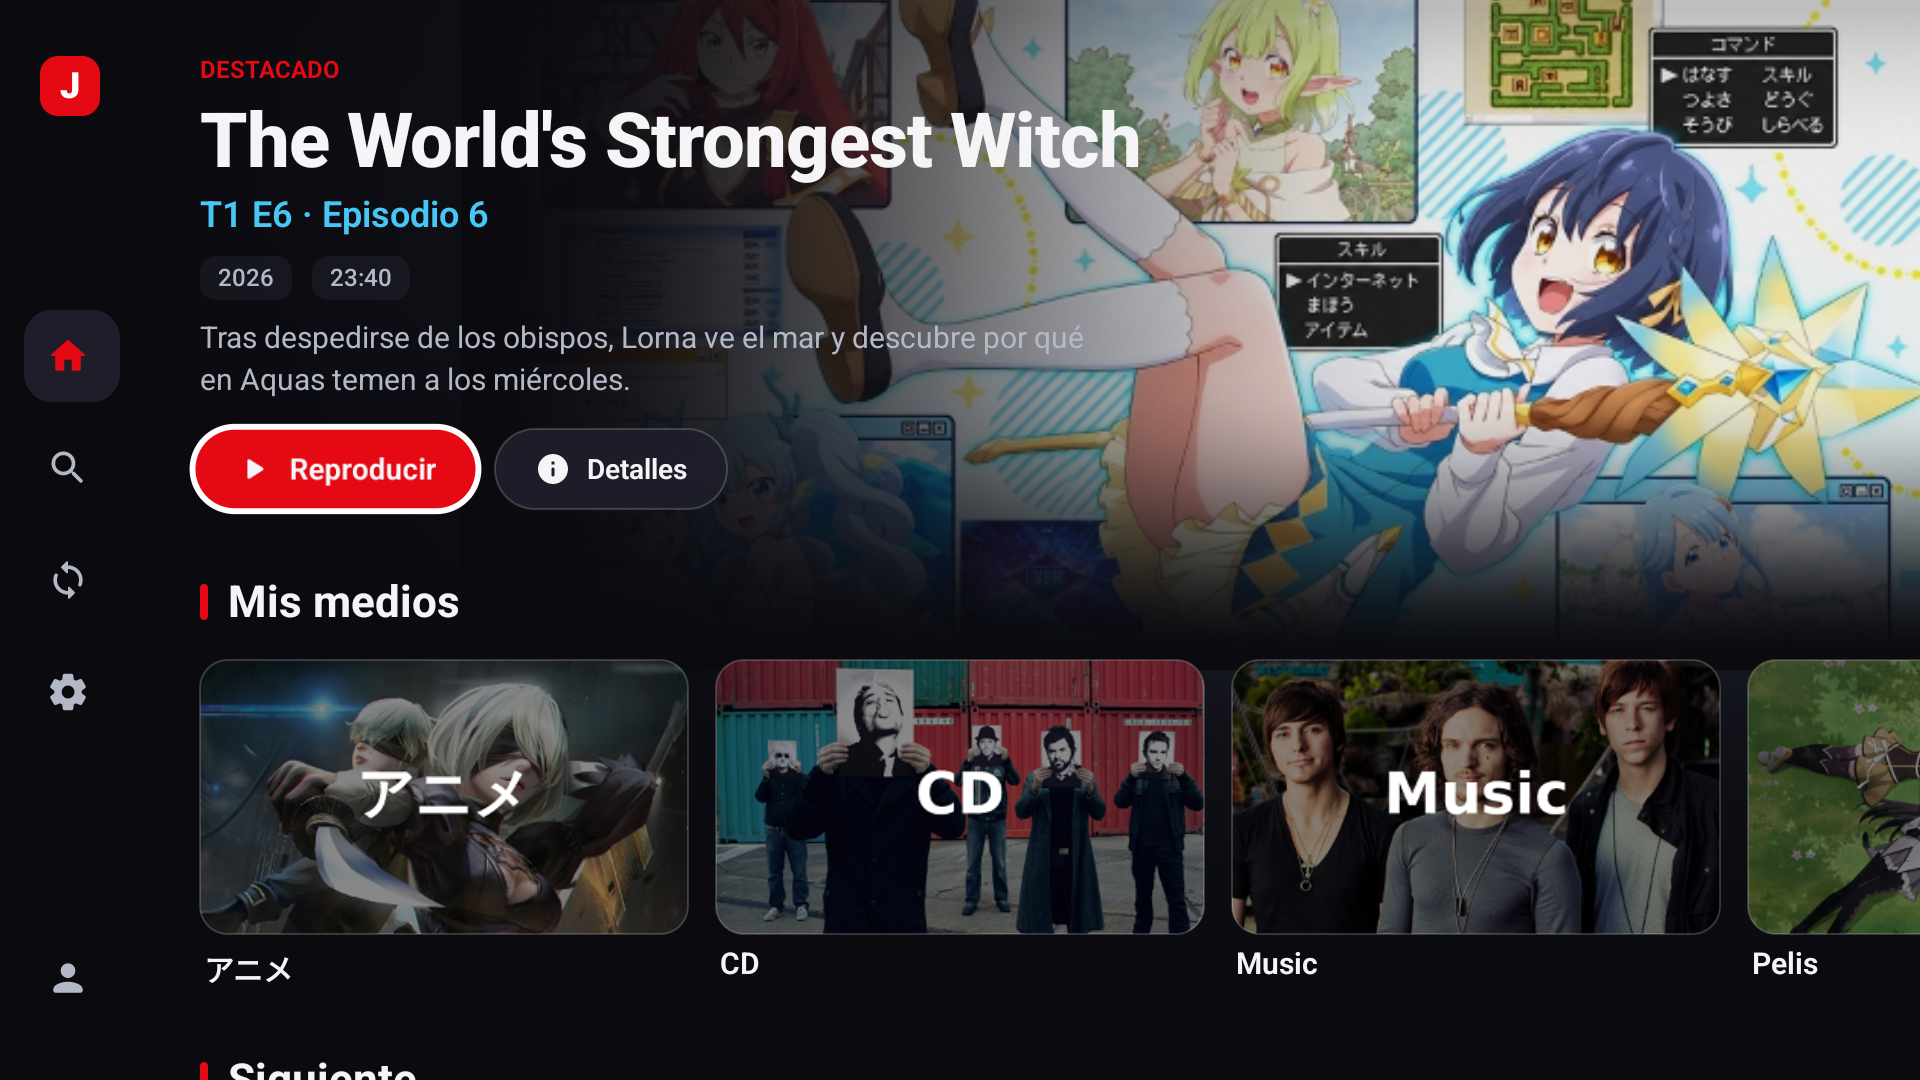 J
DESTACADO
The World's Strongest Witch
T1 E6 · Episodio 6
2026 23:40
Tras despedirse de los obispos, Lorna ve el mar y descubre por qué
en Aquas temen a los miércoles.
Reproducir Detalles
コマンド
▶はなす スキル
つよさ どうぐ
そうび しらべる
スキル
▶インターネット
まほう
アイテム
Mis medios
アニメ
CD
Music
アニメ
CD
Music
Pelis
Siguiente